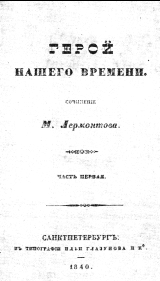 ГЕРОЙ
НАШЕГО ВРЕМЕНИ.
СОЧИНЕНІЕ
М. Лермонтова.
ЧАСТЬ ПЕРВАЯ.
САНКТПЕТЕРБУРГЪ.
ВЪ ТИПОГРАФІИ ИЛЬИ ГЛАЗУНОВА И К°
1840.